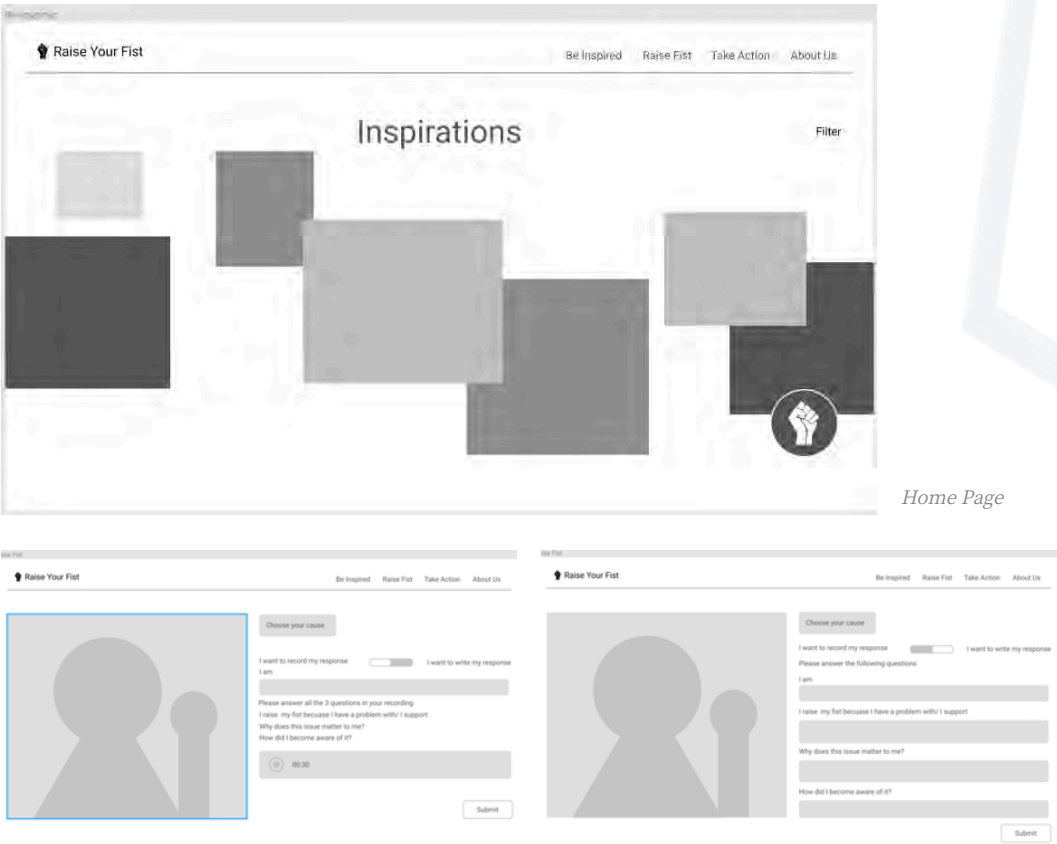 Raise Your Fist
Be Inspired Raise Fist Take Action About Us
Inspirations
Filter
Home Page
ise Fist
Raise Your Fist
Be Inspired Raise Fist Take Action About Us
Choose your cause
I want to record my response I want to write my response
I am
Please answer all the 3 questions in your recording
I raise my fist becuase I have a problem with/ I support
Why does this issue matter to me?
How did I become aware of it?
00:30
Submit
ise Fist
Raise Your Fist
Be Inspired Raise Fist Take Action About Us
Choose your cause
I want to record my response I want to write my response
Please answer the following questions
I am
I raise my fist becuase I have a problem with/ I support
Why does this issue matter to me?
How did I become aware of it?
Submit